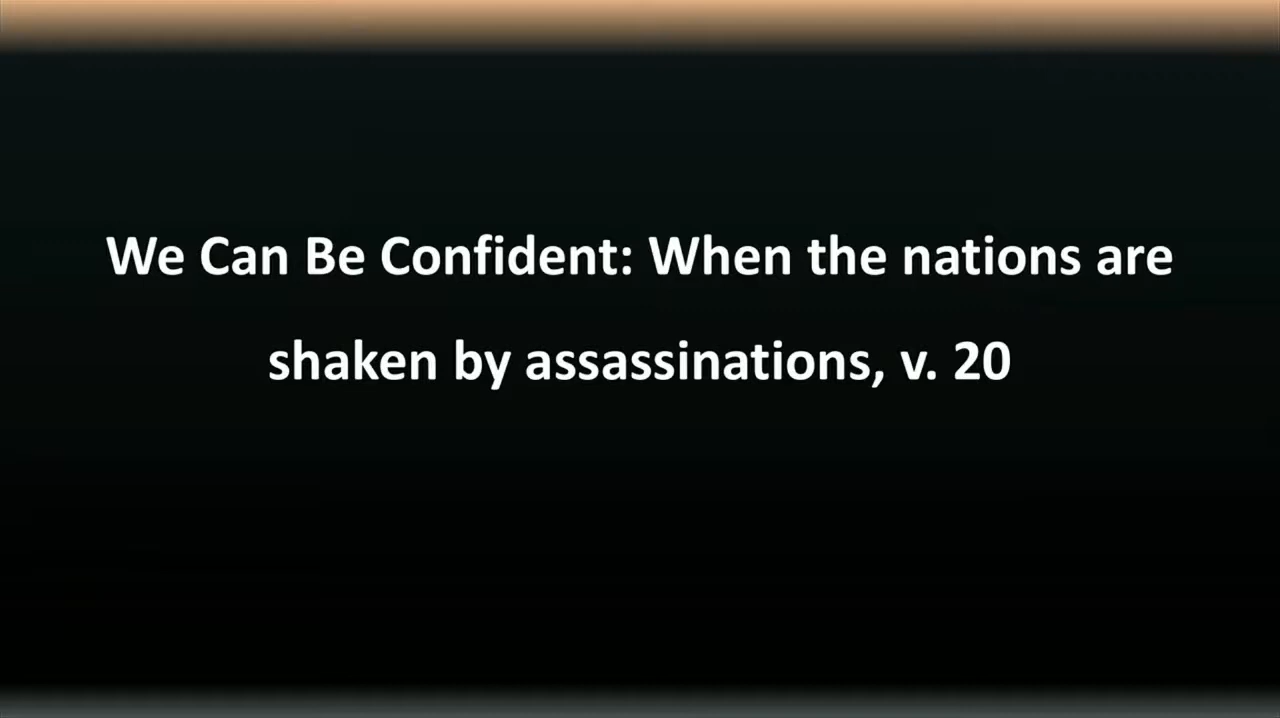 We Can Be Confident: When the nations are
shaken by assassinations, v. 20